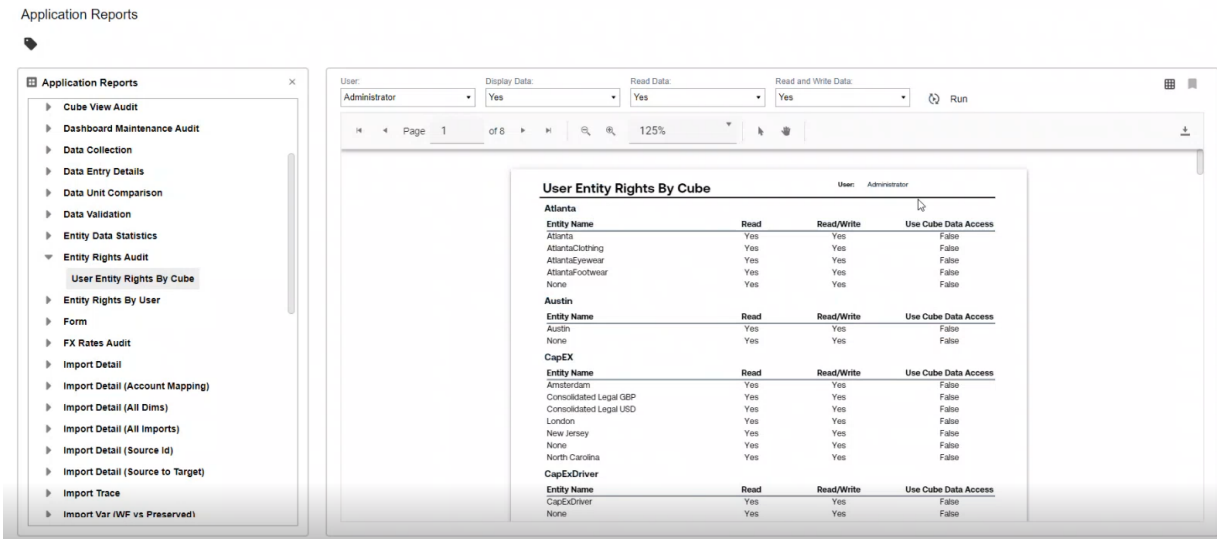 Application Reports
Application Reports
Cube View Audit
Dashboard Maintenance Audit
Data Collection
Data Entry Details
Data Unit Comparison
Data Validation
Entity Data Statistics
Entity Rights Audit
User Entity Rights By Cube
Entity Rights By User
Form
FX Rates Audit
Import Detail
Import Detail (Account Mapping)
Import Detail (All Dims)
Import Detail (All Imports)
Import Detail (Source Id)
Import Detail (Source to Target)
Import Trace
Import Var (WF vs Preserved)
User: Display Data: Read Data: Read and Write Data:
Administrator Yes Yes Yes Run
Page 1 of 8 125%
User Entity Rights By Cube User: Administrator
Atlanta
Entity Name Read Read/Write Use Cube Data Access
Atlanta Yes Yes False
AtlantaClothing Yes Yes False
AtlantaEyewear Yes Yes False
AtlantaFootwear Yes Yes False
None Yes Yes False
Austin
Entity Name Read Read/Write Use Cube Data Access
Austin Yes Yes False
None Yes Yes False
CapEX
Entity Name Read Read/Write Use Cube Data Access
Amsterdam Yes Yes False
Consolidated Legal GBP Yes Yes False
Consolidated Legal USD Yes Yes False
London Yes Yes False
New Jersey Yes Yes False
None Yes Yes False
North Carolina Yes Yes False
CapExDriver
Entity Name Read Read/Write Use Cube Data Access
CapExDriver Yes Yes False
None Yes Yes False